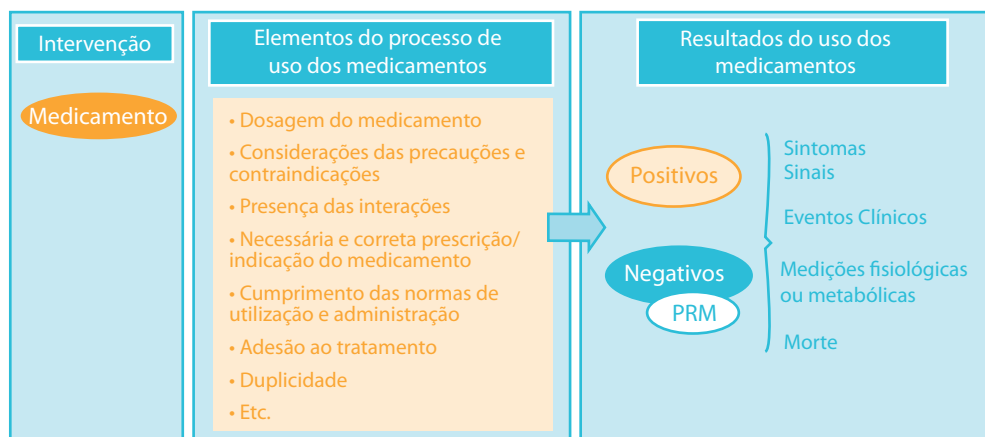 Intervenção
Medicamento
Elementos do processo de
uso dos medicamentos
• Dosagem do medicamento
• Considerações das precauções e
contraindicações
• Presença das interações
• Necessária e correta prescrição/
indicação do medicamento
• Cumprimento das normas de
utilização e administração
• Adesão ao tratamento
• Duplicidade
• Etc.
Resultados do uso dos
medicamentos
Positivos
Negativos
PRM
Sintomas
Sinais
Eventos Clínicos
Medições fisiológicas
ou metabólicas
Morte